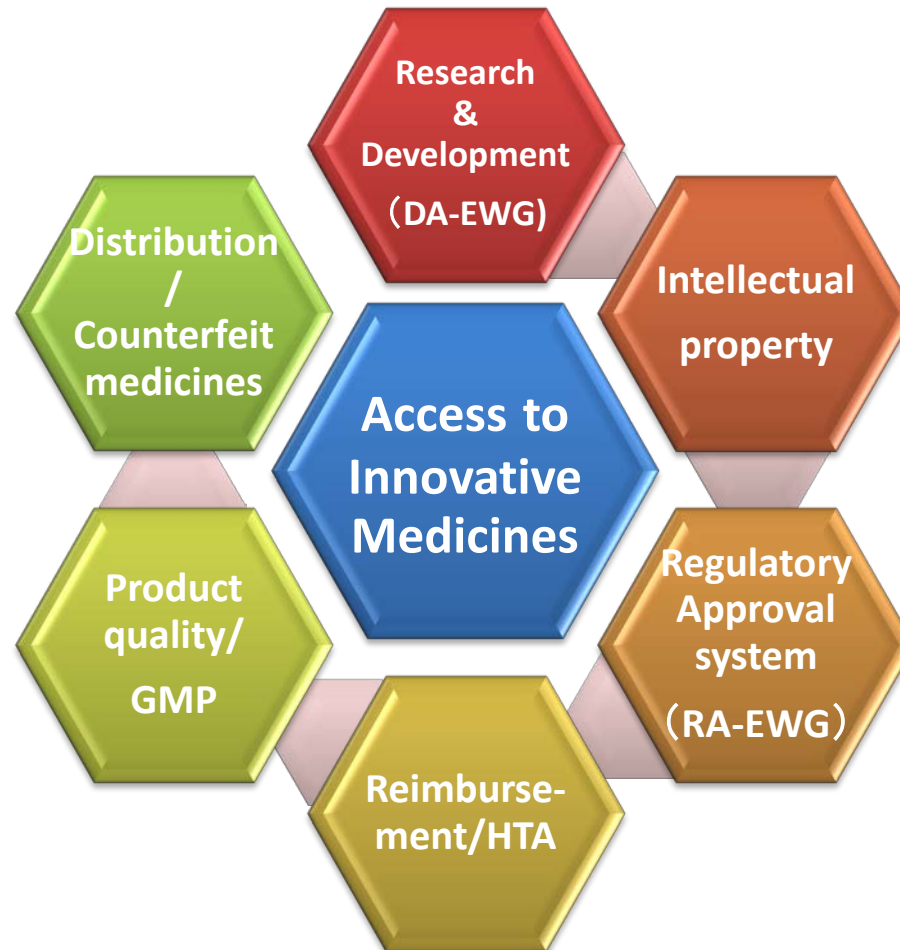 Research
&
Development
（DA-EWG)
Intellectual
property
Regulatory
Approval
system
（RA-EWG）
Reimburse-
ment/HTA
Product
quality/
GMP
Distribution
/
Counterfeit
medicines
Access to
Innovative
Medicines